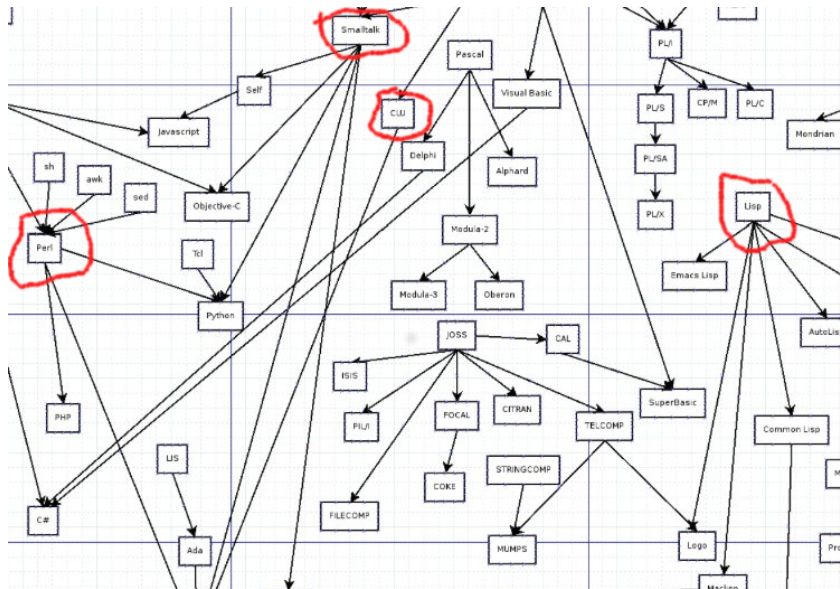 Smalltalk
PL/I
Pascal
Self
Visual Basic
CLU
PL/S
CP/M
PL/C
Javascript
Mondrian
Delphi
PL/SA
sh
awk
Alphard
sed
Objective-C
PL/X
Lisp
Perl
Modula-2
Tcl
Emacs Lisp
Modula-3
Oberon
Python
JOSS
CAL
AutoLis
ISIS
SuperBasic
CITRAN
PHP
PIL/I
FOCAL
TELCOMP
Common Lisp
LIS
STRINGCOMP
COKE
FILECOMP
C#
Ada
MUMPS
Logo
Pro
Maclisp